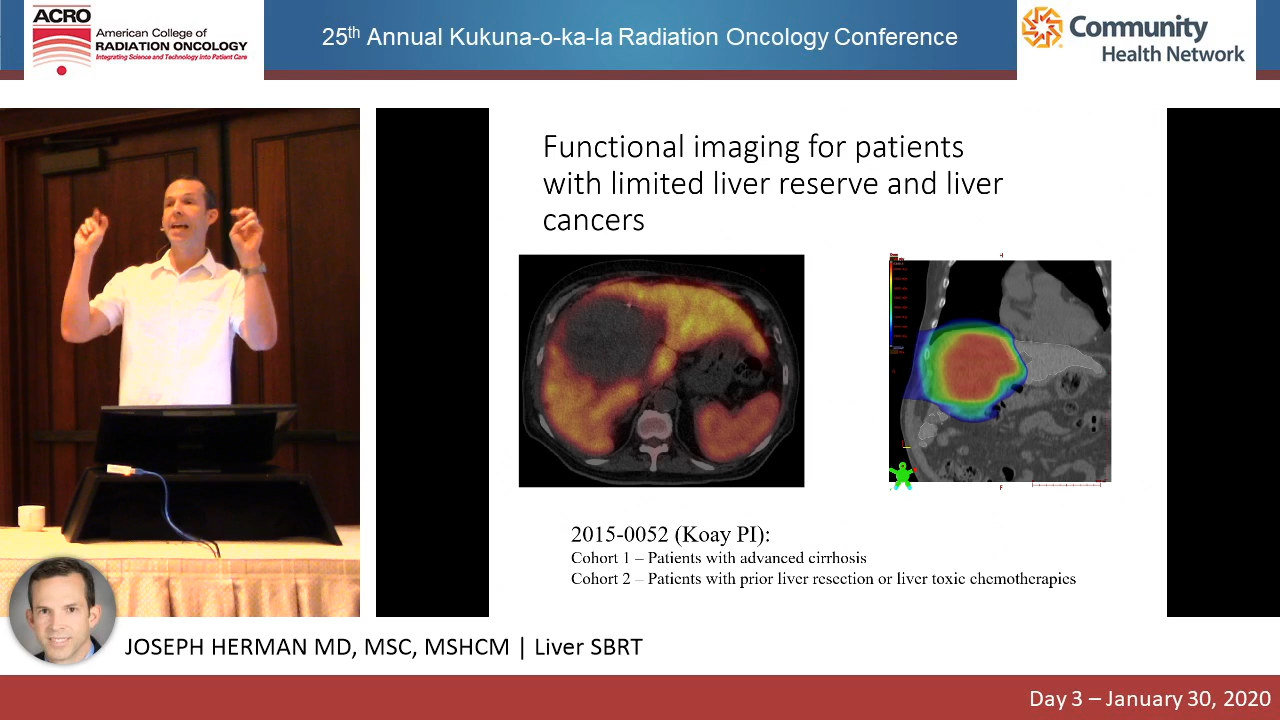 ACRO
American College of
RADIATION ONCOLOGY
Integrating Science and Technology Into Patient Care
25th Annual Kukuna-o-ka-la Radiation Oncology Conference
Community
Health Network
Functional imaging for patients
with limited liver reserve and liver
cancers
2015-0052 (Koay PI):
Cohort 1 – Patients with advanced cirrhosis
Cohort 2 – Patients with prior liver resection or liver toxic chemotherapies
JOSEPH HERMAN MD, MSC, MSHCM | Liver SBRT
Day 3 – January 30, 2020